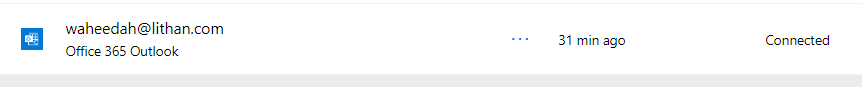 waheedah@lithan.com
Office 365 Outlook
... 31 min ago Connected